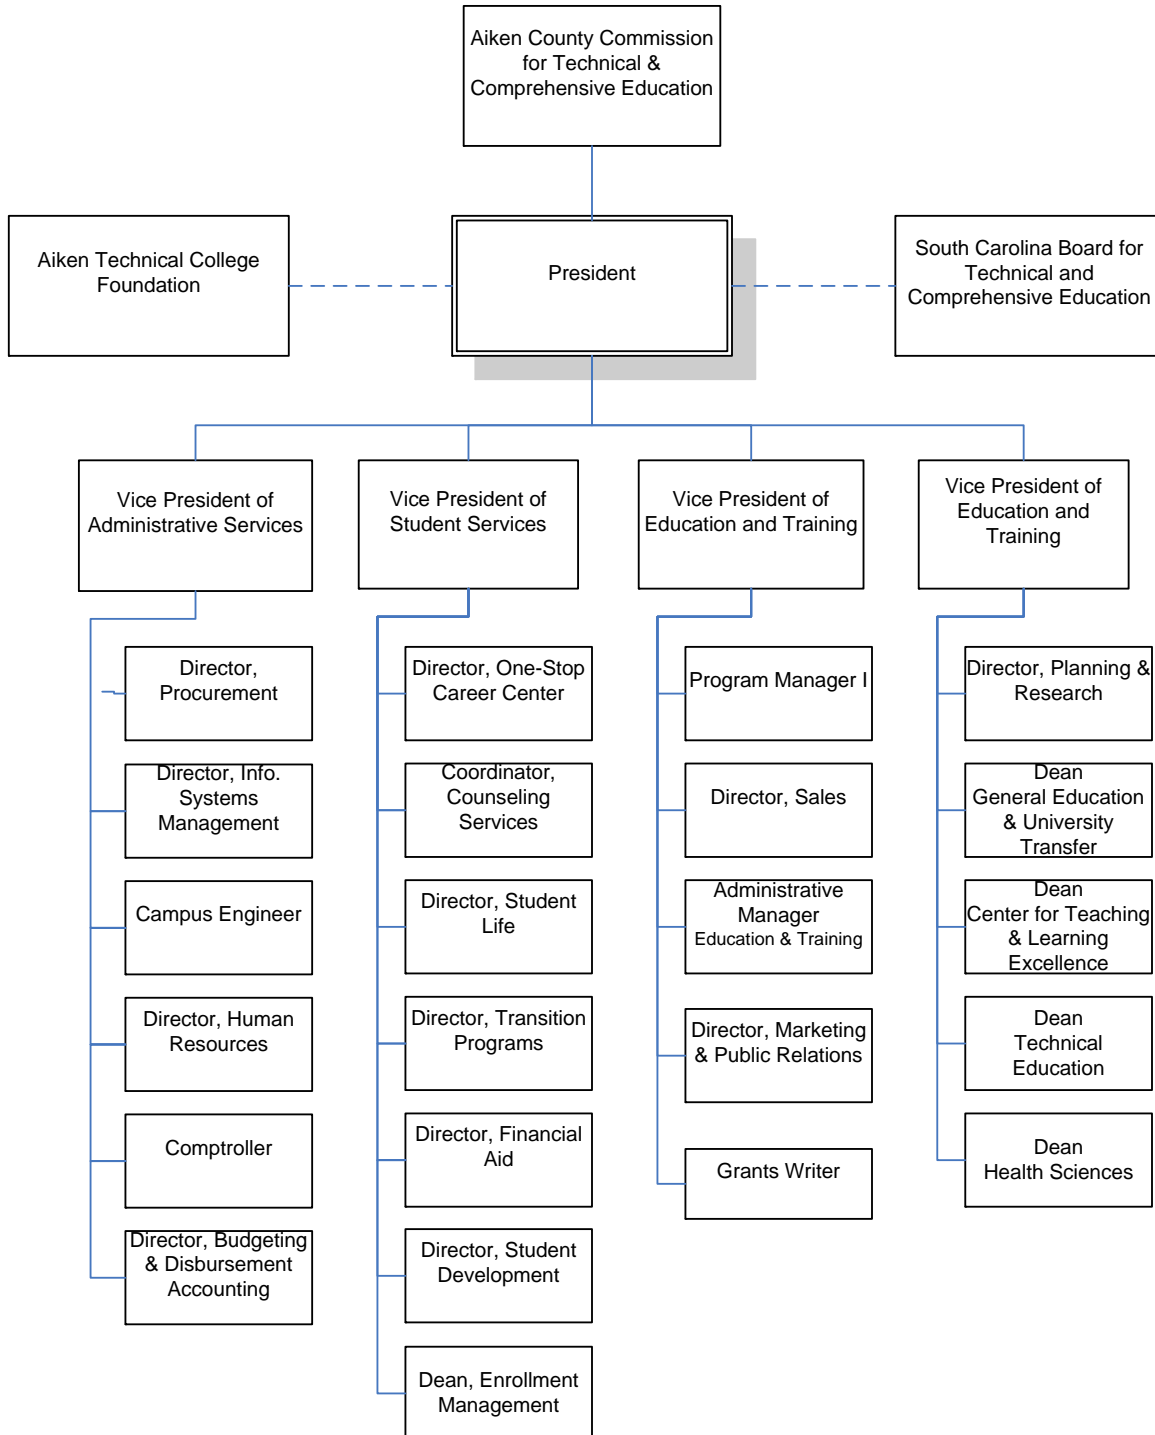 Aiken County Commission
for Technical &
Comprehensive Education
Aiken Technical College
Foundation
President
South Carolina Board for
Technical and
Comprehensive Education
Vice President of
Administrative Services
Vice President of
Student Services
Vice President of
Education and Training
Vice President of
Education and
Training
Director,
Procurement
Director, Info.
Systems
Management
Campus Engineer
Director, Human
Resources
Comptroller
Director, Budgeting
& Disbursement
Accounting
Director, One-Stop
Career Center
Coordinator,
Counseling
Services
Director, Student
Life
Director, Transition
Programs
Director, Financial
Aid
Director, Student
Development
Dean, Enrollment
Management
Program Manager I
Director, Sales
Administrative
Manager
Education & Training
Director, Marketing
& Public Relations
Grants Writer
Director, Planning &
Research
Dean
General Education
& University
Transfer
Dean
Center for Teaching
& Learning
Excellence
Dean
Technical
Education
Dean
Health Sciences